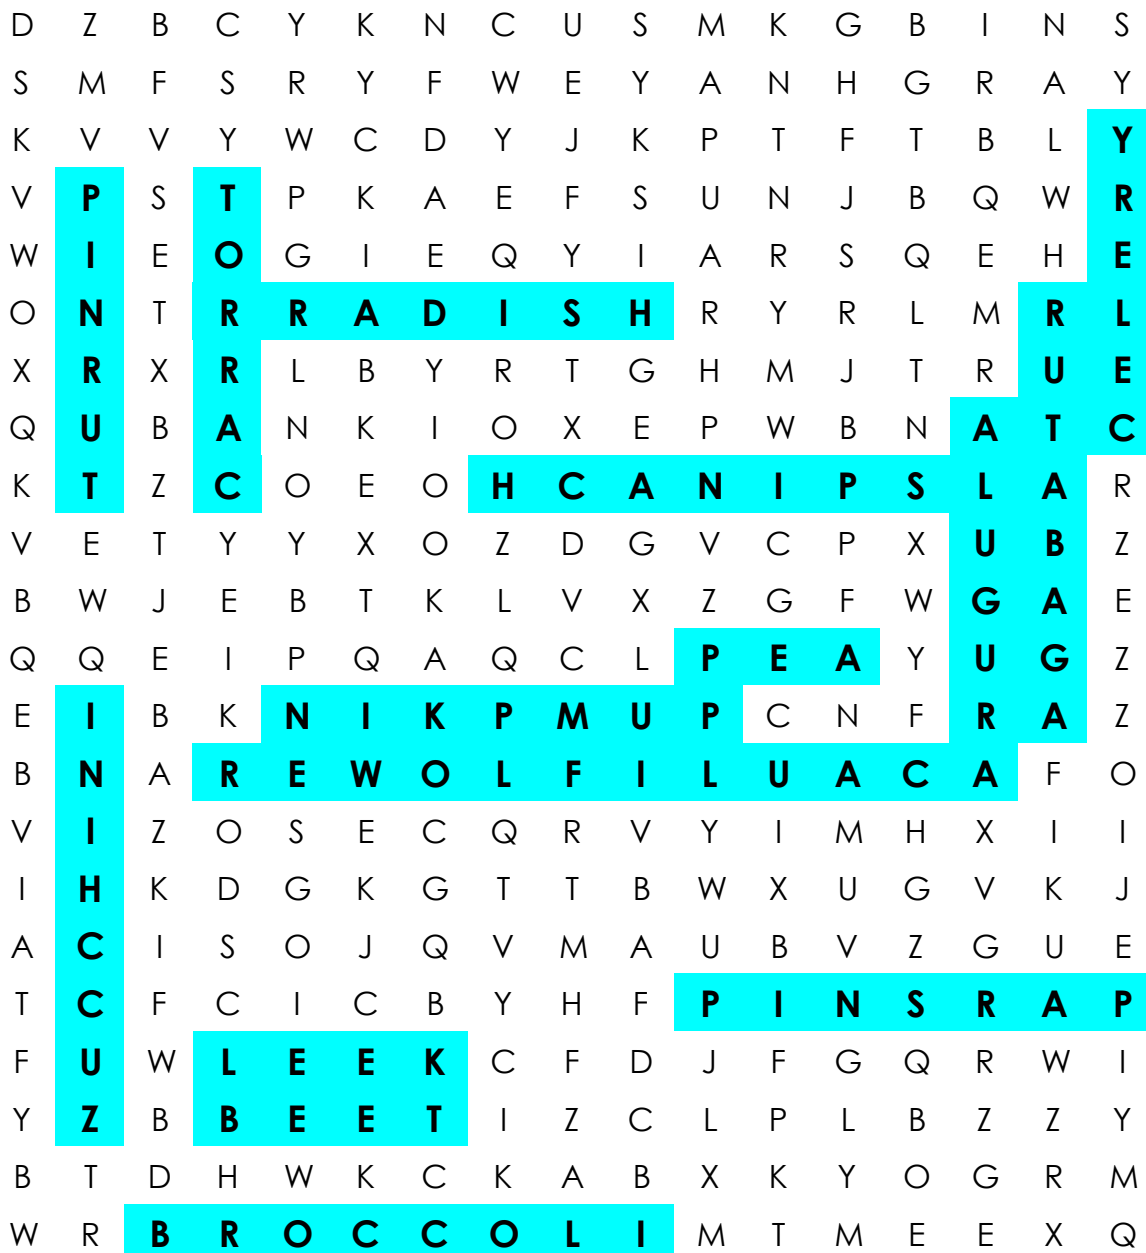 D Z B C Y K N C U S M K G B I N S
S M F S R Y F W E Y A N H G R A Y
K V V Y W C D Y J K P T F T B L Y
V P S T P K A E F S U N J B Q W R
W I E O G I E Q Y I A R S Q E H E
O N T R R A D I S H R Y R L M R L
X R X R L B Y R T G H M J T R U E
Q U B A N K I O X E P W B N A T C
K T Z C O E O H C A N I P S L A R
V E T Y Y X O Z D G V C P X U B Z
B W J E B T K L V X Z G F W G A E
Q Q E I P Q A Q C L P E A Y U G Z
E I B K N I K P M U P C N F R A Z
B N A R E W O L F I L U A C A F O
V I Z O S E C Q R V Y I M H X I I
I H K D G K G T T B W X U G V K J
A C I S O J Q V M A U B V Z G U E
T C F C I C B Y H F P I N S R A P
F U W L E E K C F D J F G Q R W I
Y Z B B E E T I Z C L P L B Z Z Y
B T D H W K C K A B X K Y O G R M
W R B R O C C O L I M T M E E X Q